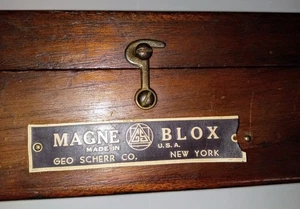 MAGNE BLOX
MADE IN U.S.A.
GEO SCHERR CO. NEW YORK